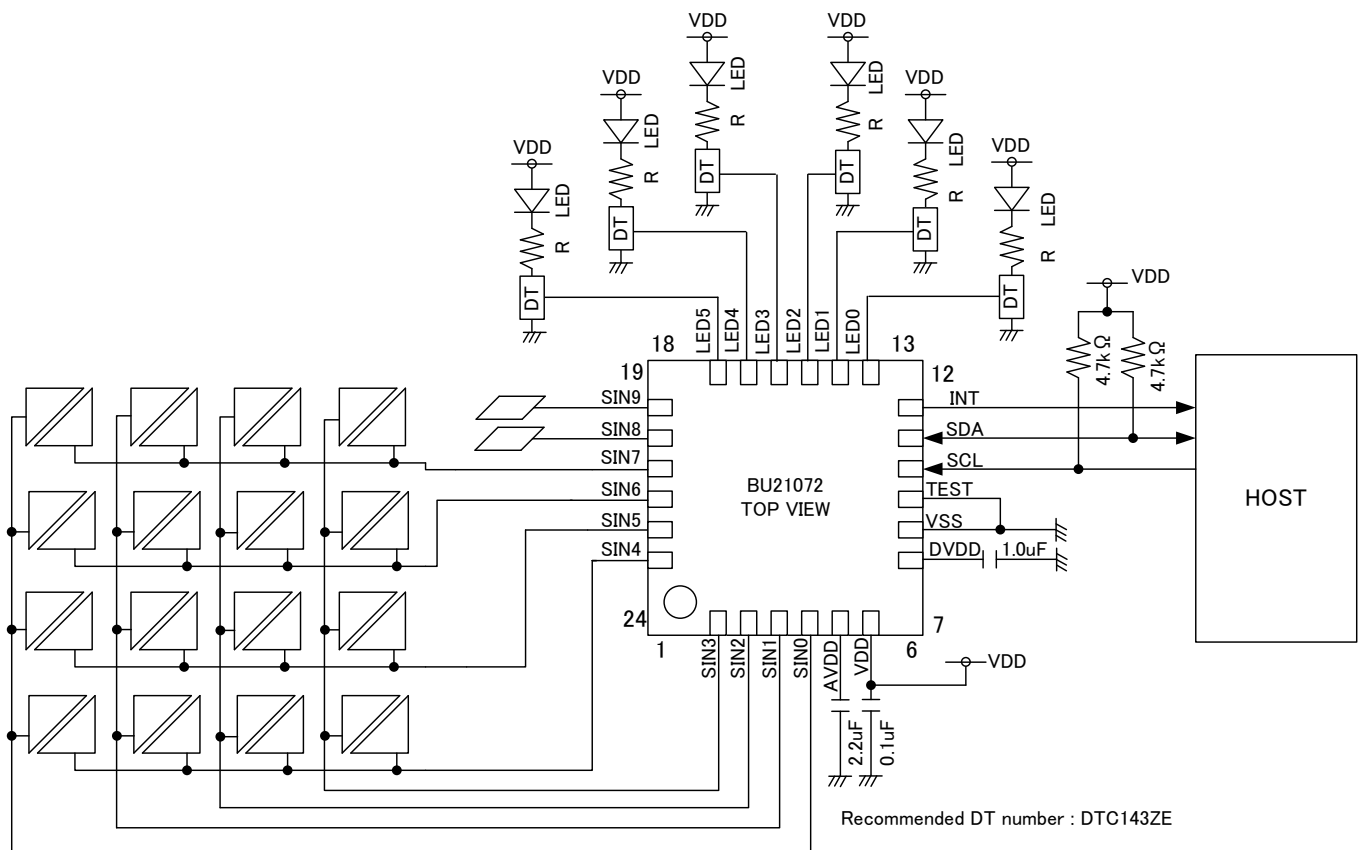 VDD
VDD
VDD
VDD
VDD
VDD
LED
LED
LED
LED
LED
LED
R
R
R
R
R
R
DT
DT
DT
DT
DT
DT
LED5
LED4
LED3
LED2
LED1
LED0
18
13
VDD
4.7kΩ
4.7kΩ
19
12
SIN9
SIN8
SIN7
SIN6
SIN5
SIN4
BU21072
TOP VIEW
INT
SDA
SCL
TEST
VSS
DVDD
1.0uF
HOST
24
7
1
6
SIN3
SIN2
SIN1
SIN0
AVDD
VDD
VDD
2.2uF
0.1uF
Recommended DT number : DTC143ZE